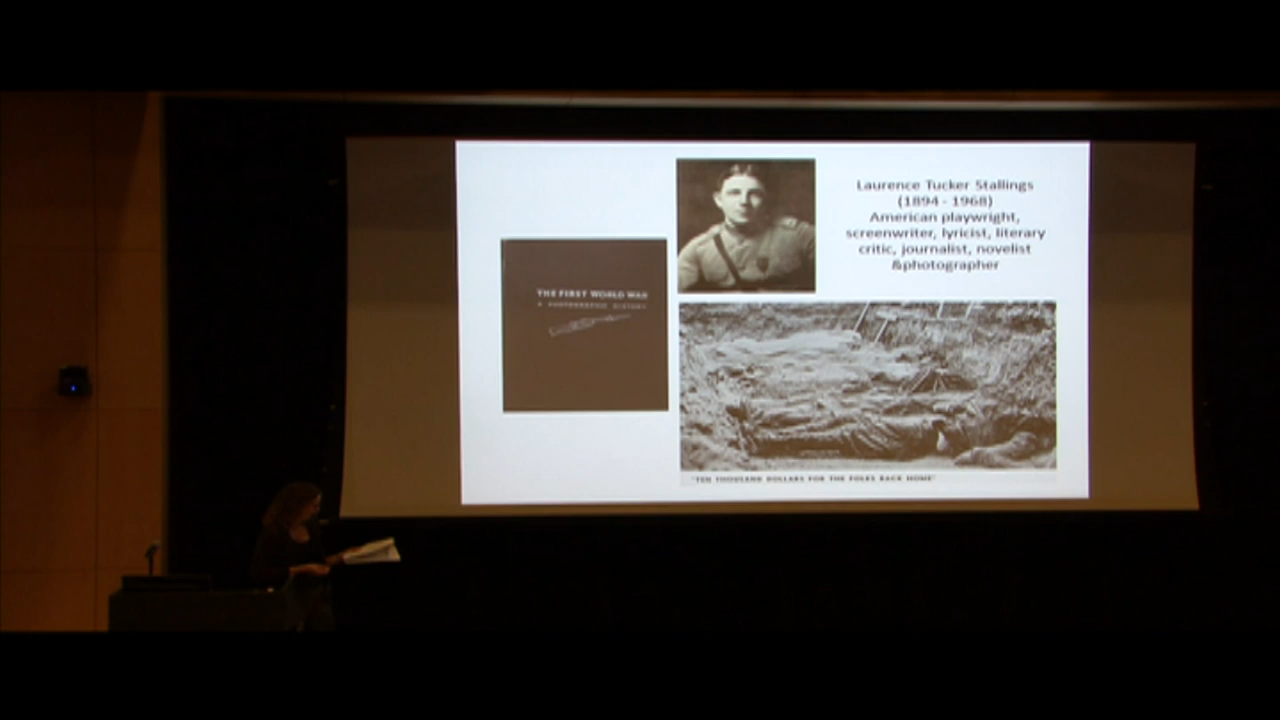 Laurence Tucker Stallings
(1894 - 1968)
American playwright,
screenwriter, lyricist, literary
critic, journalist, novelist
&photographer
THE FIRST WORLD WAR
A PHOTOGRAPHIC HISTORY
"TEN THOUSAND DOLLARS FOR THE FOLKS BACK HOME"